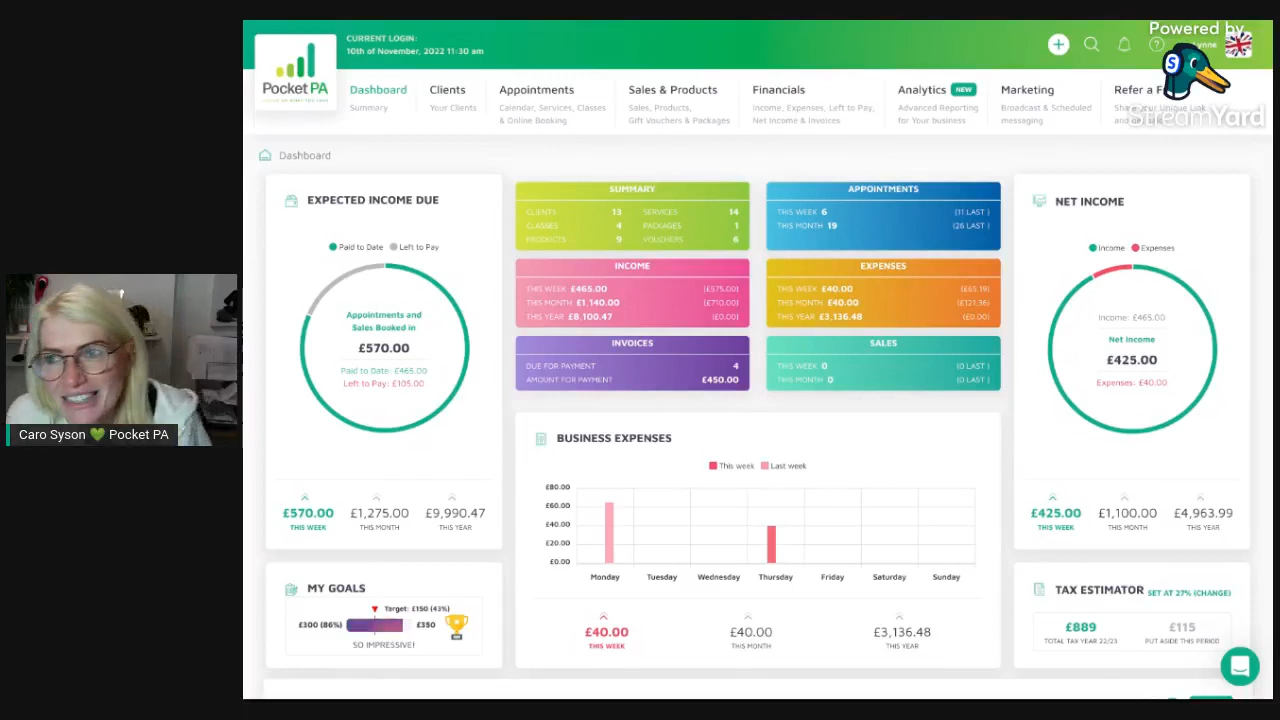 CURRENT LOGIN:
10th of November, 2022 11:30 am
Powered by
StreamYard
Pocket PA
Dashboard
Summary
Clients
Your Clients
Appointments
Calendar, Services, Classes
& Online Booking
Sales & Products
Sales, Products,
Gift Vouchers & Packages
Financials
Income, Expenses, Left to Pay,
Net Income & Invoices
Analytics NEW
Advanced Reporting
for Your business
Marketing
Broadcast & Scheduled
messaging
Refer a F
Dashboard
EXPECTED INCOME DUE
Paid to Date Left to Pay
Appointments and
Sales Booked in
£570.00
Paid to Date: £465.00
Left to Pay: £105.00
£570.00 £1,275.00 £9,990.47
THIS WEEK THIS MONTH THIS YEAR
SUMMARY
CLIENTS 13 SERVICES 14
CLASSES 4 PACKAGES 1
PRODUCTS 9 VOUCHERS 6
APPOINTMENTS
THIS WEEK 6 (11 LAST )
THIS MONTH 19 (26 LAST )
INCOME
THIS WEEK £465.00 (£575.00)
THIS MONTH £1,140.00 (£710.00)
THIS YEAR £8,100.47 (£0.00)
EXPENSES
THIS WEEK £40.00 (£65.19)
THIS MONTH £40.00 (£121.36)
THIS YEAR £3,136.48 (£0.00)
INVOICES
DUE FOR PAYMENT 4
AMOUNT FOR PAYMENT £450.00
SALES
THIS WEEK 0 (0 LAST )
THIS MONTH 0 (0 LAST )
NET INCOME
Income Expenses
Income: £465.00
Net Income
£425.00
Expenses: £40.00
£425.00 £1,100.00 £4,963.99
THIS WEEK THIS MONTH THIS YEAR
BUSINESS EXPENSES
This week Last week
£80.00
£60.00
£40.00
£20.00
£0.00
Monday Tuesday Wednesday Thursday Friday Saturday Sunday
£40.00 £40.00 £3,136.48
THIS WEEK THIS MONTH THIS YEAR
MY GOALS
Target: £150 (43%)
£300 (86%) £350
SO IMPRESSIVE!
TAX ESTIMATOR SET AT 27% (CHANGE)
£889 £115
TOTAL TAX YEAR 22/23 PUT ASIDE THIS PERIOD
Caro Syson 💚 Pocket PA